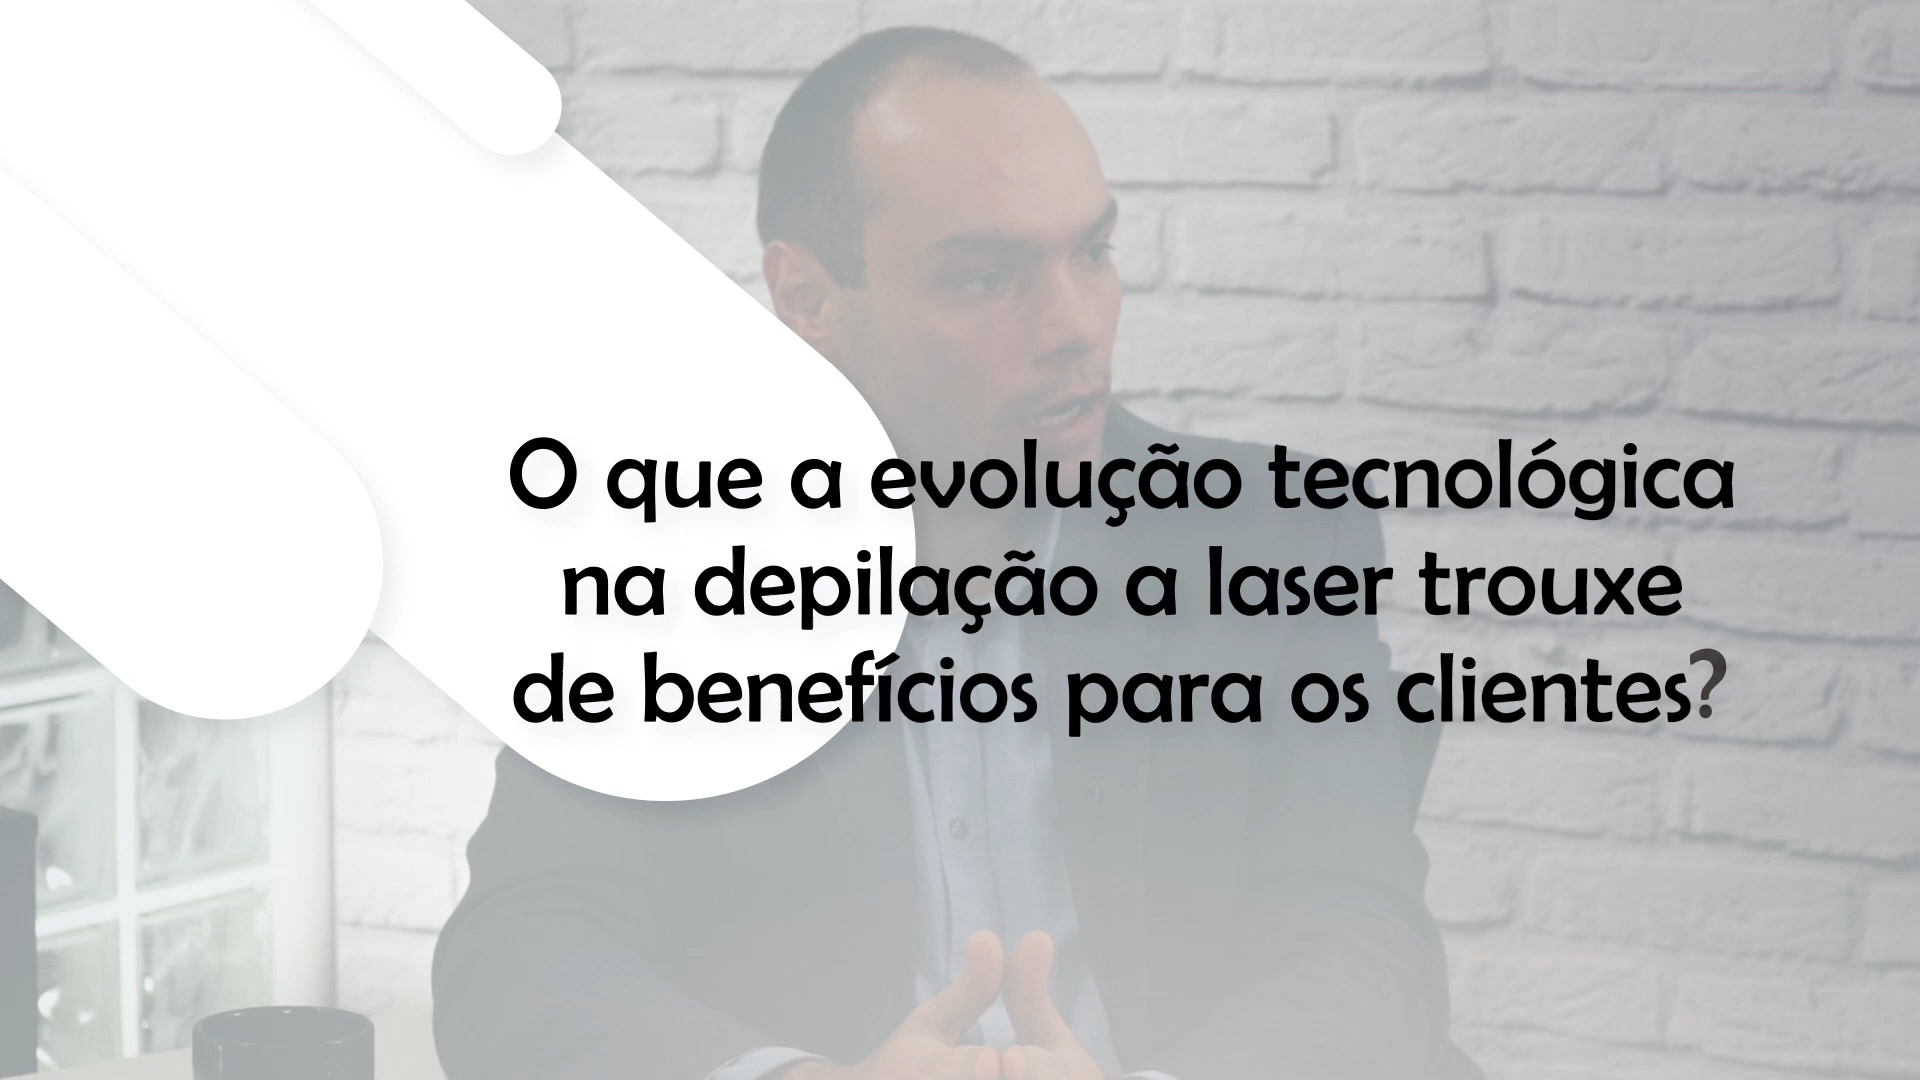 O que a evolução tecnológica
na depilação a laser trouxe
de benefícios para os clientes?